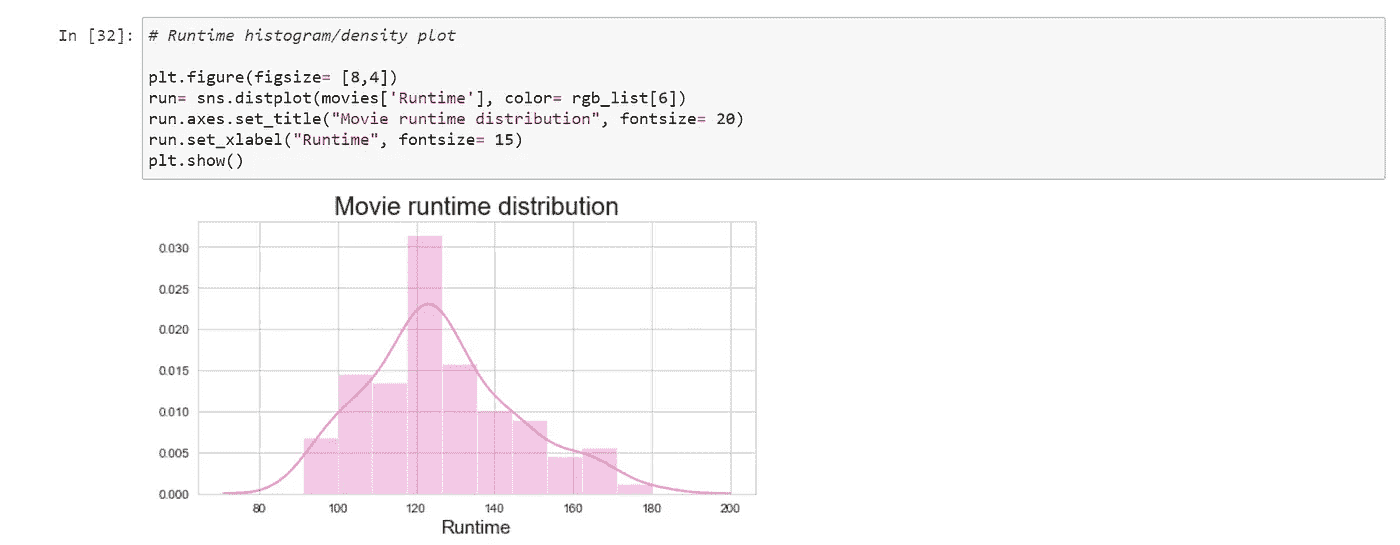 In [32]: # Runtime histogram/density plot
plt.figure(figsize= [8,4])
run= sns.distplot(movies['Runtime'], color= rgb_list[6])
run.axes.set_title("Movie runtime distribution", fontsize= 20)
run.set_xlabel("Runtime", fontsize= 15)
plt.show()
Movie runtime distribution
0.030
0.025
0.020
0.015
0.010
0.005
0.000
80 100 120 140 160 180 200
Runtime